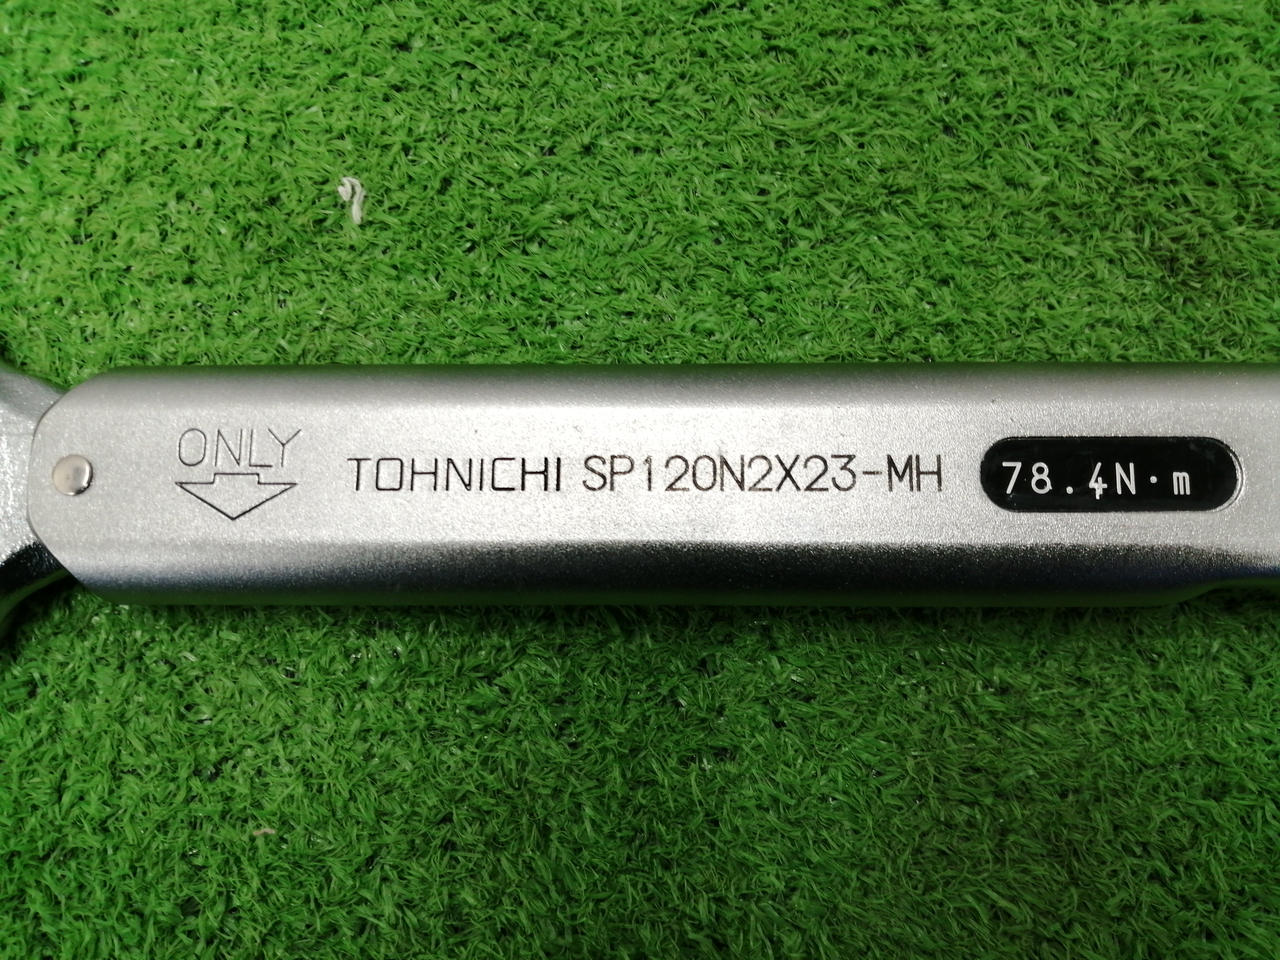 ONLY
TOHNICHI SP120N2X23-MH
78.4N·m